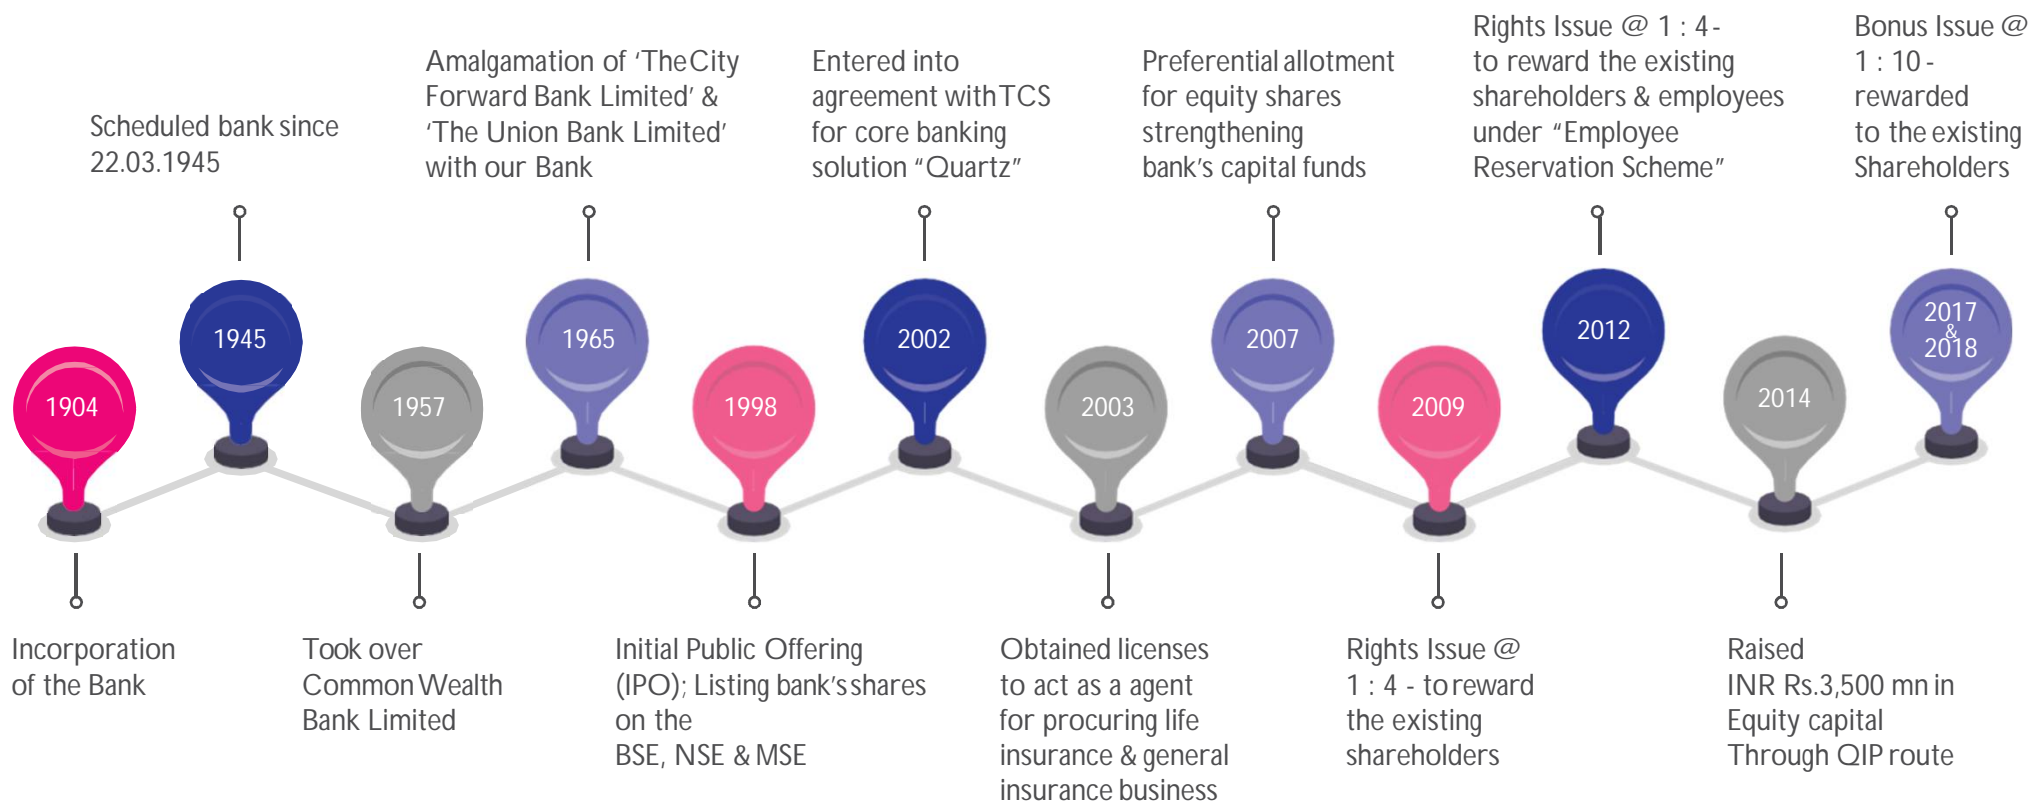 Scheduled bank since
22.03.1945
Amalgamation of ‘The City
Forward Bank Limited’ &
‘The Union Bank Limited’
with our Bank
Entered into
agreement with TCS
for core banking
solution “Quartz”
Preferential allotment
for equity shares
strengthening
bank’s capital funds
Rights Issue @ 1 : 4 -
to reward the existing
shareholders & employees
under “Employee
Reservation Scheme”
Bonus Issue @
1 : 10 -
rewarded
to the existing
Shareholders
1904
1945
1957
1965
1998
2002
2003
2007
2009
2012
2014
2017
&
2018
Incorporation
of the Bank
Took over
Common Wealth
Bank Limited
Initial Public Offering
(IPO); Listing bank’s shares
on the
BSE, NSE & MSE
Obtained licenses
to act as a agent
for procuring life
insurance & general
insurance business
Rights Issue @
1 : 4 - to reward
the existing
shareholders
Raised
INR Rs.3,500 mn in
Equity capital
Through QIP route